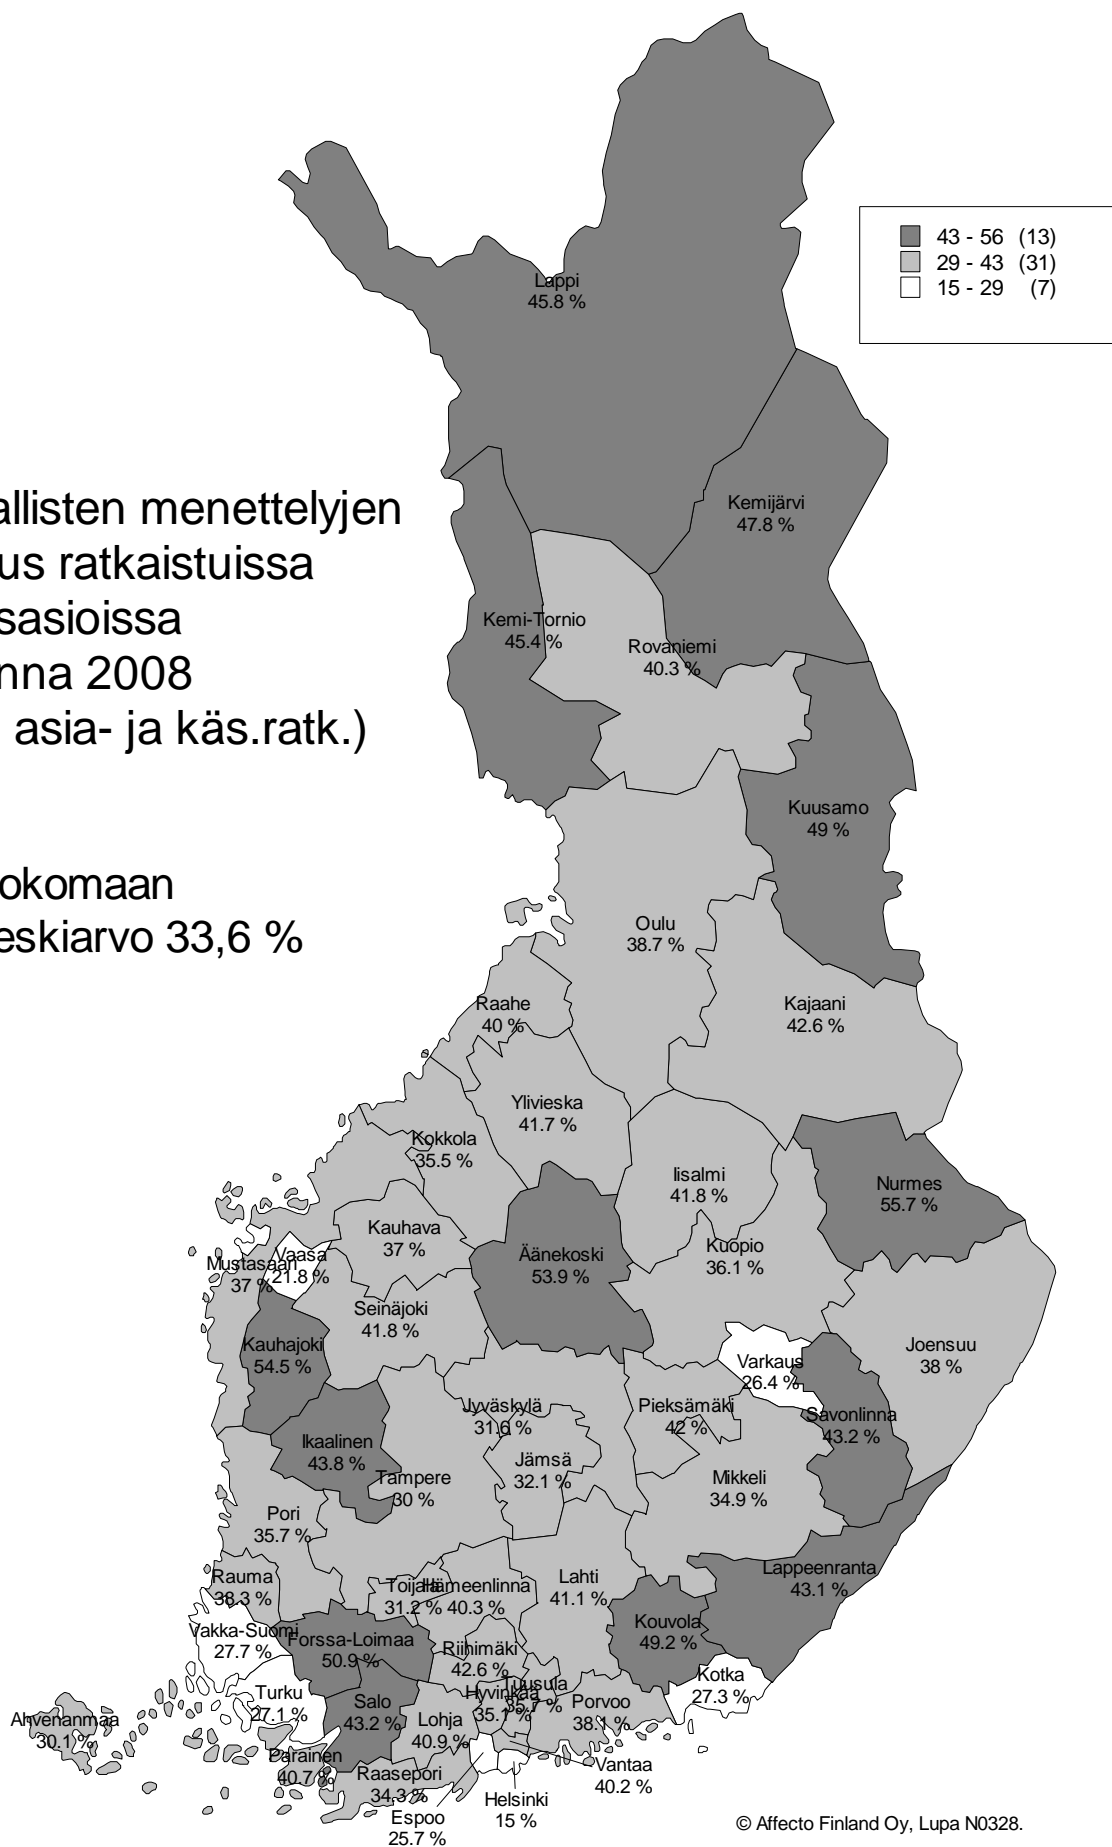 43 - 56 (13)
29 - 43 (31)
15 - 29 (7)
Lappi
45.8 %
allisten menettelyjen
us ratkaistuissa
sasioissa
nna 2008
asia- ja käs.ratk.)
okomaan
eskiarvo 33,6 %
Kemijärvi
47.8 %
Kemi-Tornio
45.4 %
Rovaniemi
40.3 %
Kuusamo
49 %
Oulu
38.7 %
Raahe
40 %
Kajaani
42.6 %
Ylivieska
41.7 %
Kokkola
35.5 %
Iisalmi
41.8 %
Nurmes
55.7 %
Kauhava
37 %
Kuopio
36.1 %
Äänekoski
53.9 %
Mustasaari
37 %
Vaasa
21.8 %
Seinäjoki
41.8 %
Kauhajoki
54.5 %
Joensuu
38 %
Varkaus
26.4 %
Jyväskylä
31.6 %
Pieksämäki
42 %
Savonlinna
43.2 %
Ikaalinen
43.8 %
Jämsä
32.1 %
Tampere
30 %
Mikkeli
34.9 %
Pori
35.7 %
Lappeenranta
43.1 %
Rauma
38.3 %
Toijala
31.2 %
Hämeenlinna
40.3 %
Lahti
41.1 %
Kouvola
49.2 %
Vakka-Suomi
27.7 %
Forssa-Loimaa
50.9 %
Riihimäki
42.6 %
Kotka
27.3 %
Turku
27.1 %
Salo
43.2 %
Hyvinkää
35.1 %
Tuusula
35.7 %
Porvoo
38.1 %
Ahvenanmaa
30.1 %
Lohja
40.9 %
Parainen
40.7 %
Raasepori
34.3 %
Vantaa
40.2 %
Helsinki
15 %
Espoo
25.7 %
© Affecto Finland Oy, Lupa N0328.